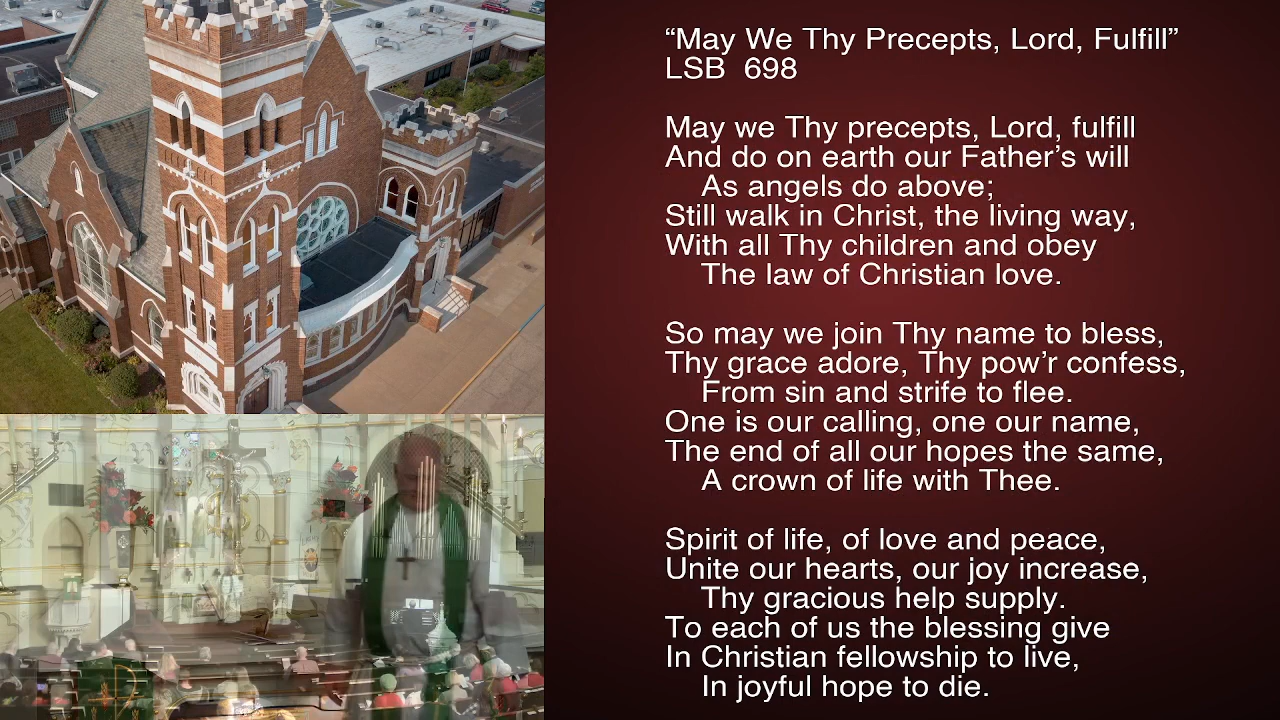 “May We Thy Precepts, Lord, Fulfill”
LSB 698
May we Thy precepts, Lord, fulfill
And do on earth our Father’s will
As angels do above;
Still walk in Christ, the living way,
With all Thy children and obey
The law of Christian love.
So may we join Thy name to bless,
Thy grace adore, Thy pow’r confess,
From sin and strife to flee.
One is our calling, one our name,
The end of all our hopes the same,
A crown of life with Thee.
Spirit of life, of love and peace,
Unite our hearts, our joy increase,
Thy gracious help supply.
To each of us the blessing give
In Christian fellowship to live,
In joyful hope to die.